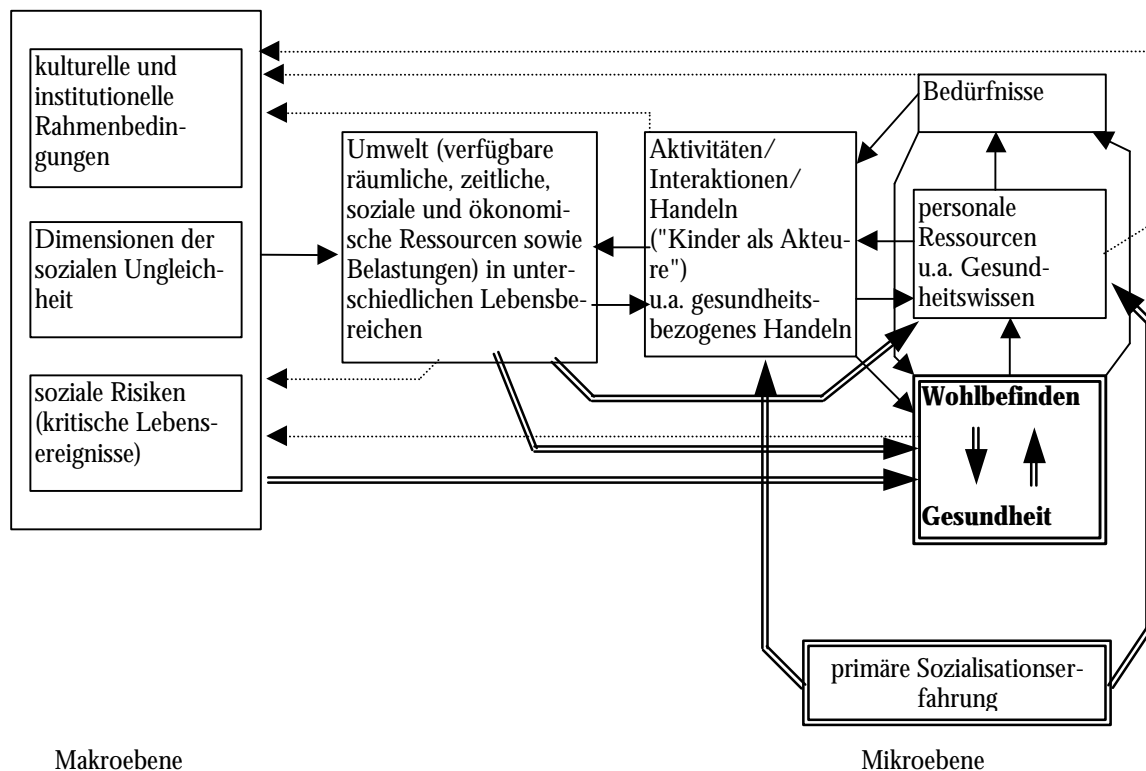 kulturelle und
institutionelle
Rahmenbedin-
gungen
Dimensionen der
sozialen Ungleich-
heit
soziale Risiken
(kritische Lebens-
ereignisse)
Umwelt (verfügbare
räumliche, zeitliche,
soziale und ökonomi-
sche Ressourcen sowie
Belastungen) in unter-
schiedlichen Lebensbe-
reichen
Aktivitäten/
Interaktionen/
Handeln
("Kinder als Akteu-
re")
u.a. gesundheits-
bezogenes Handeln
Bedürfnisse
personale
Ressourcen
u.a. Gesund-
heitswissen
Wohlbefinden
Gesundheit
primäre Sozialisationser-
fahrung
Makroebene
Mikroebene